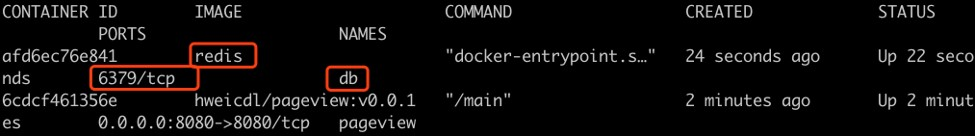 CONTAINER ID IMAGE COMMAND CREATED STATUS
PORTS NAMES
afd6ec76e841 redis "docker-entrypoint.s…" 24 seconds ago Up 22 seco
nds 6379/tcp db
6cdcf461356e hweicdl/pageview:v0.0.1 "/main" 2 minutes ago Up 2 minut
es 0.0.0.0:8080->8080/tcp pageview